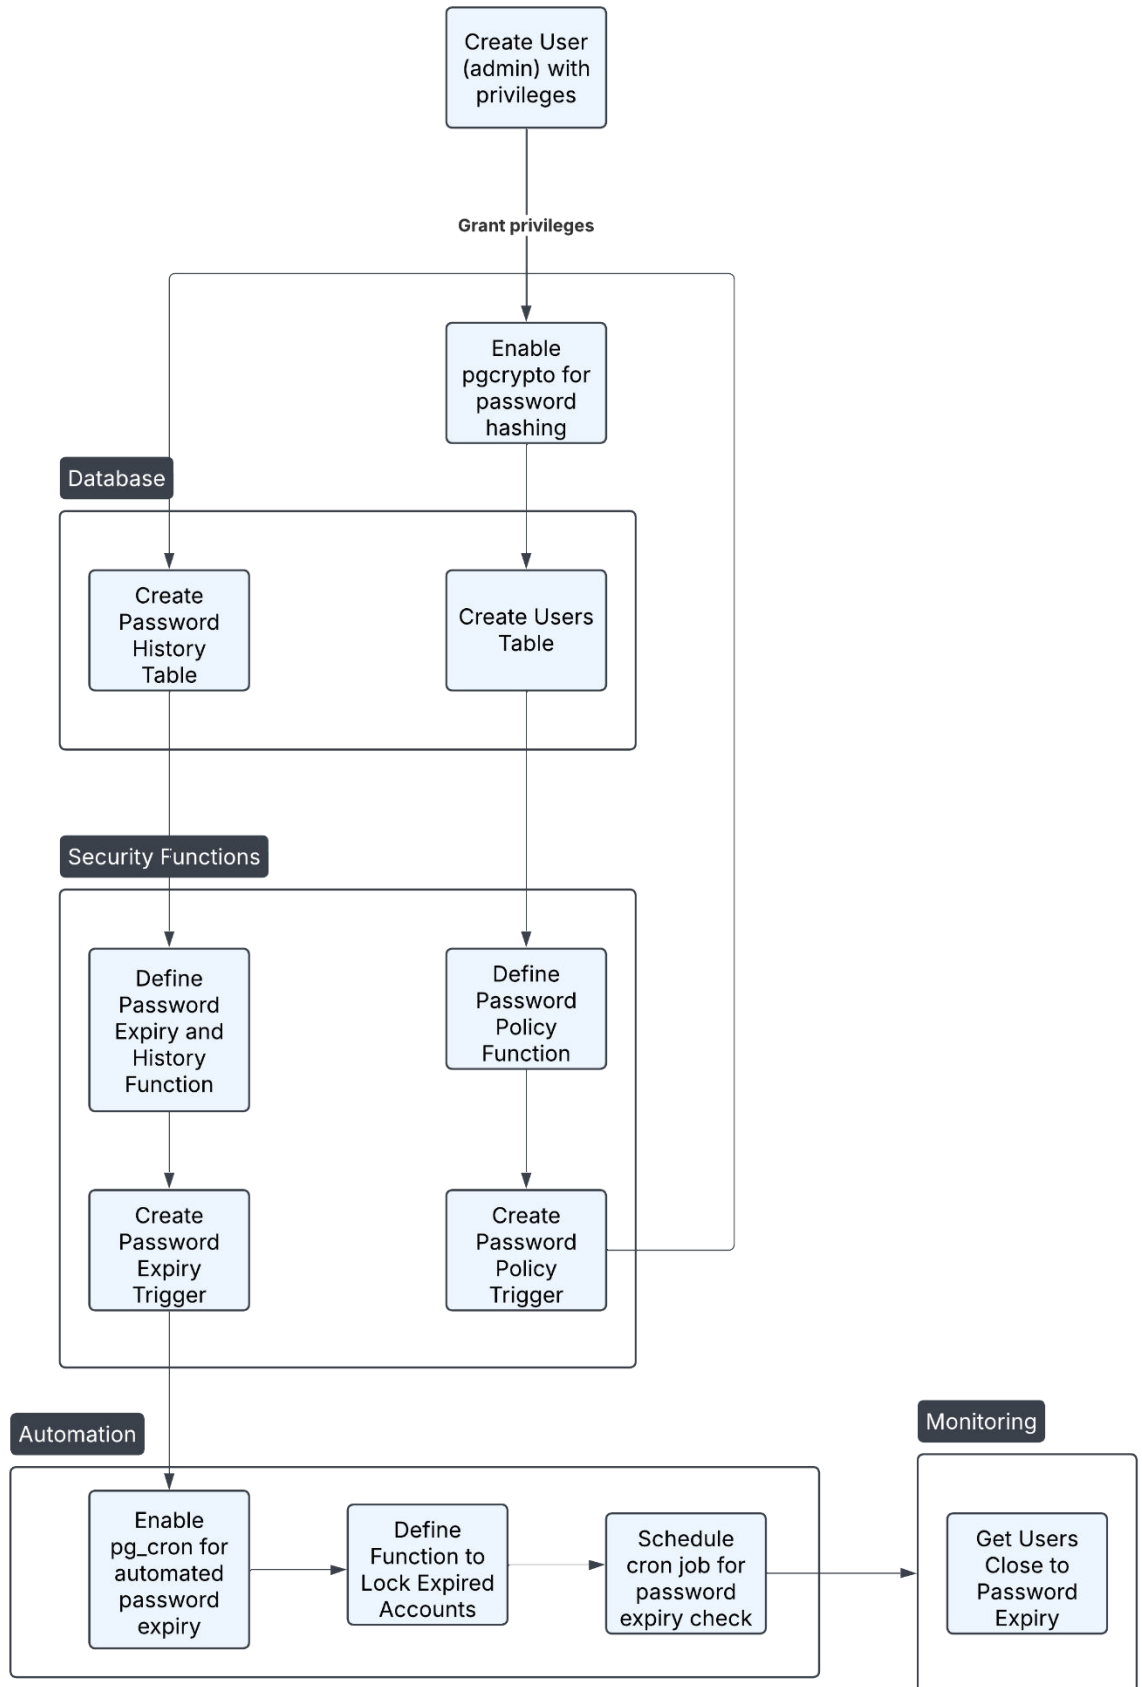 Create User
(admin) with
privileges
Grant privileges
Enable
pgcrypto for
password
hashing
Database
Create
Password
History
Table
Create Users
Table
Security Functions
Define
Password
Expiry and
History
Function
Define
Password
Policy
Function
Create
Password
Expiry
Trigger
Create
Password
Policy
Trigger
Automation
Monitoring
Enable
pg_cron for
automated
password
expiry
Define
Function to
Lock Expired
Accounts
Schedule
cron job for
password
expiry check
Get Users
Close to
Password
Expiry